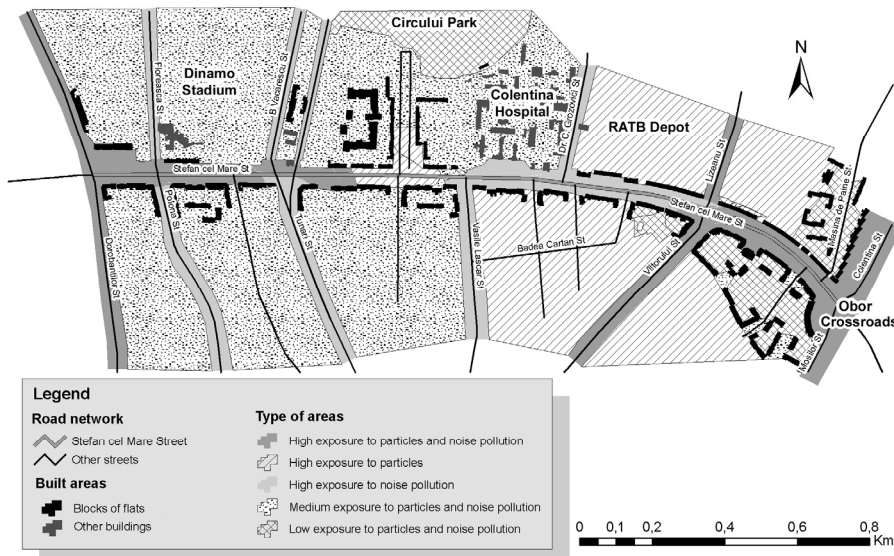 Circului Park
N
Dinamo
Stadium
Floreasca St
Colentina
Hospital
RATB Depot
Lizeanu St
Masina de Paine St
Stefan cel Mare St
Stefan cel Mare St
Dorobantilor St
Tunari St
Vasile Lascar St
Badea Cartan St
Viitorului St
Colentina St
Obor
Crossroads
Mosilor St
Legend
Road network
Stefan cel Mare Street
Other streets
Built areas
Blocks of flats
Other buildings
Type of areas
High exposure to particles and noise pollution
High exposure to particles
High exposure to noise pollution
Medium exposure to particles and noise pollution
Low exposure to particles and noise pollution
0 0,1 0,2 0,4 0,6 0,8
Km